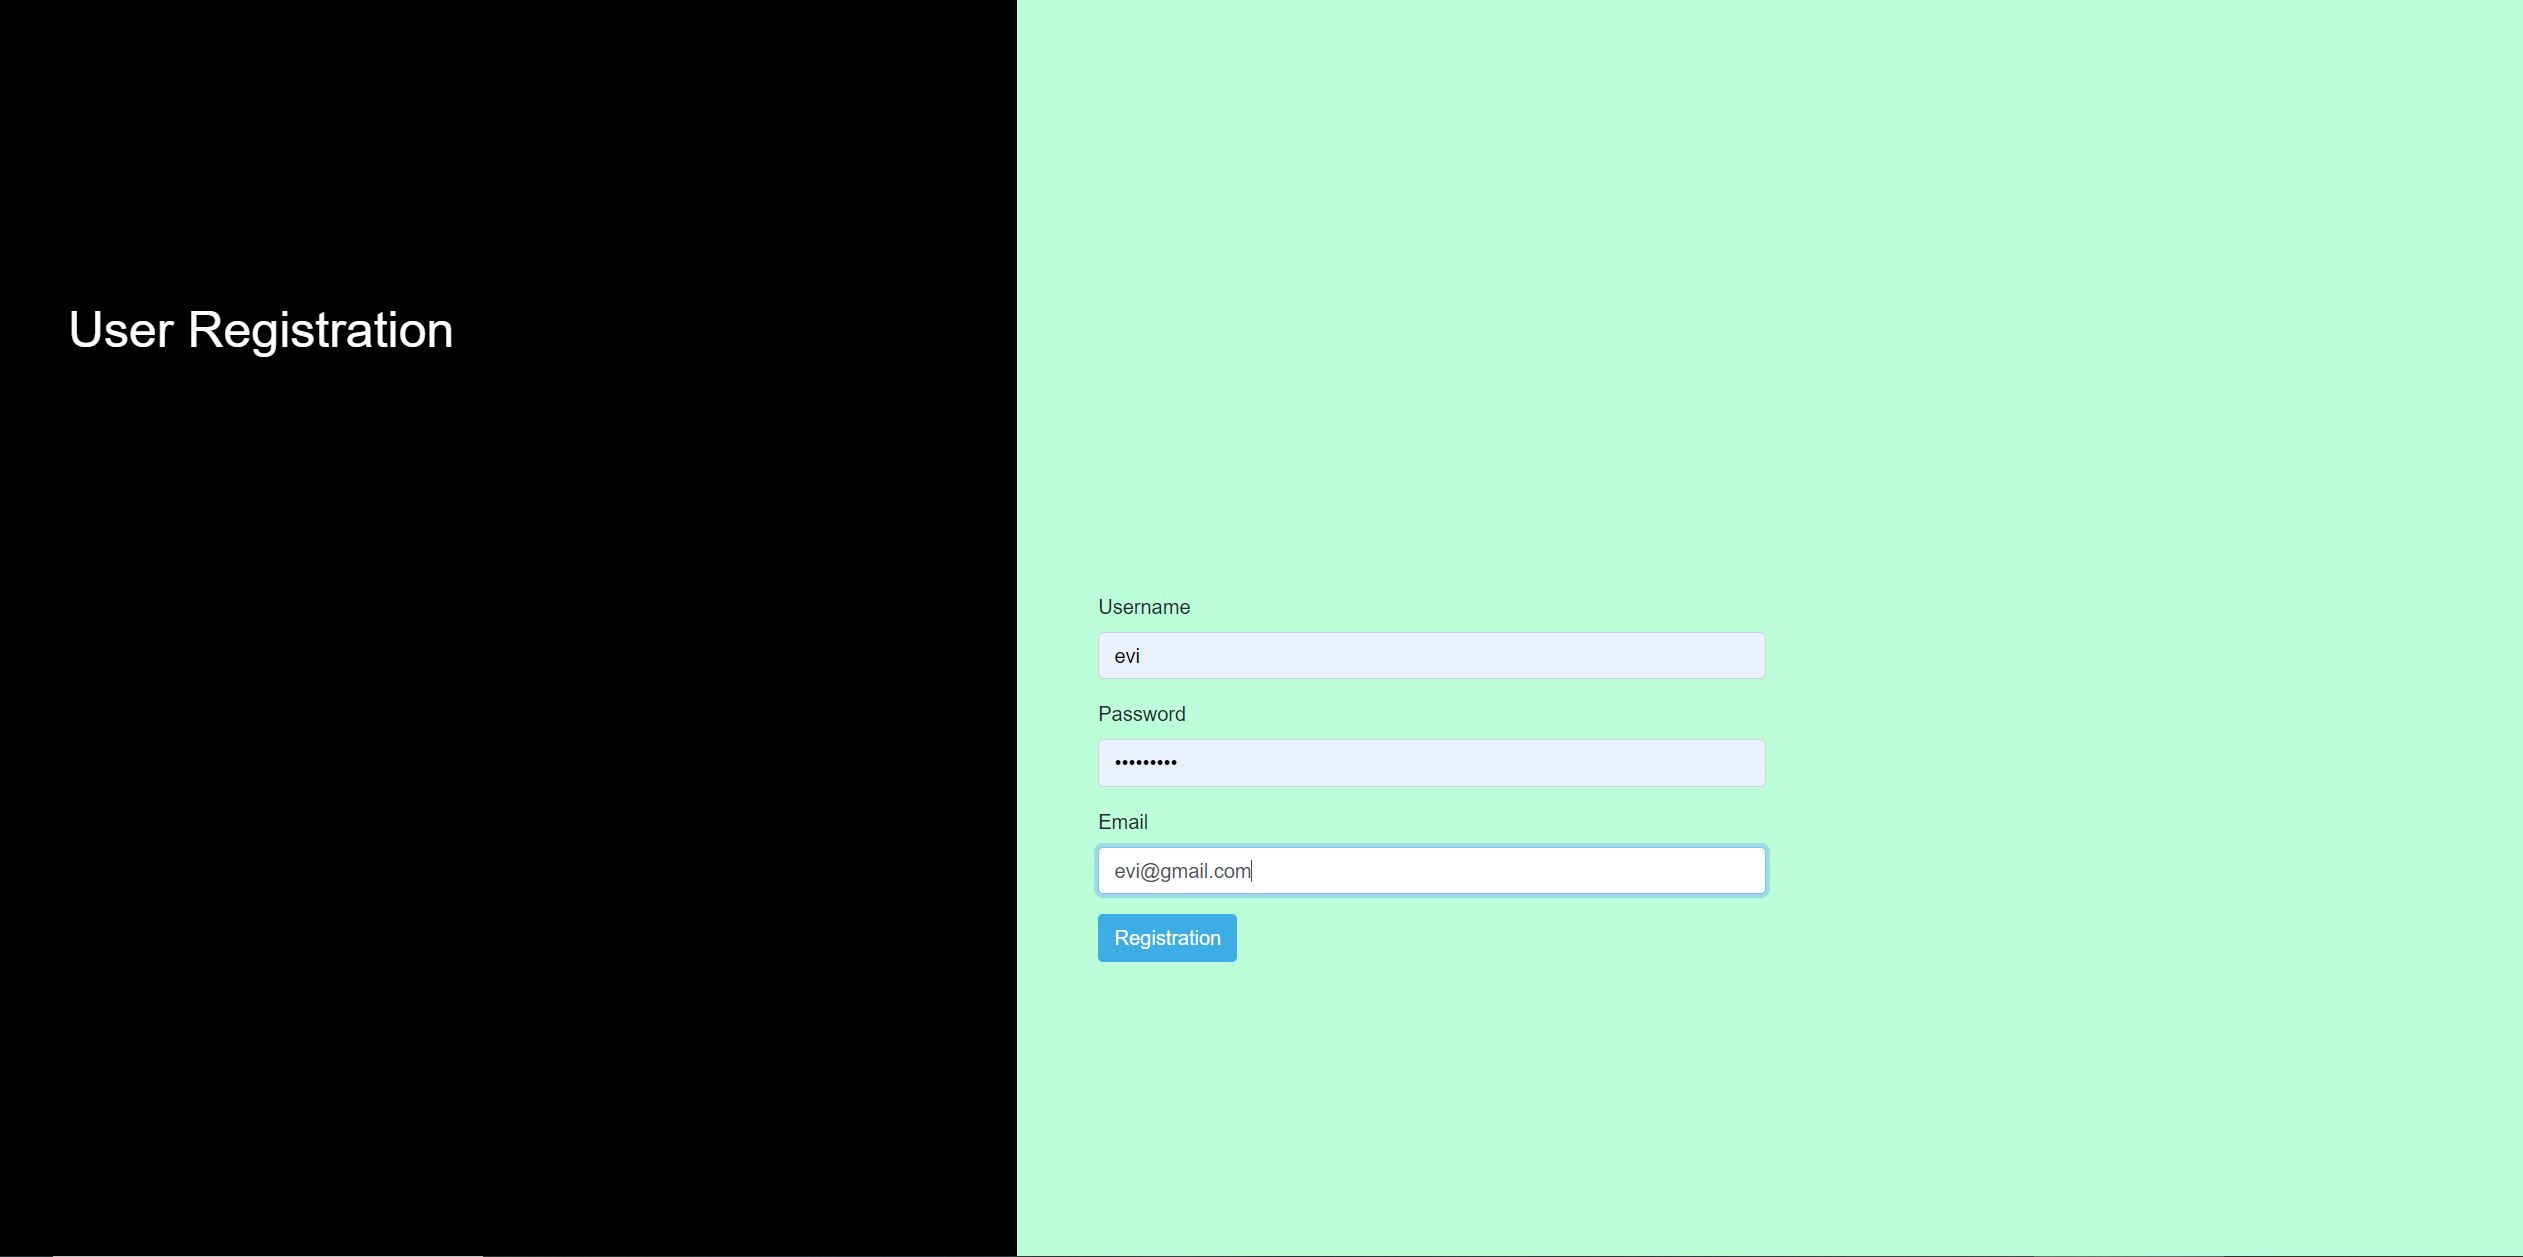 User Registration
Username
evi
Password
•••••••••
Email
evi@gmail.com
Registration